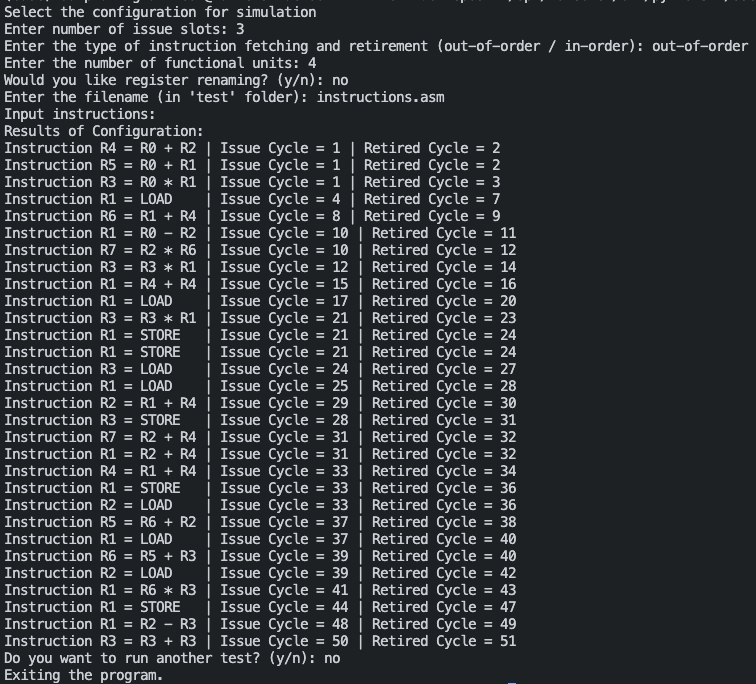 Select the configuration for simulation
Enter number of issue slots: 3
Enter the type of instruction fetching and retirement (out-of-order / in-order): out-of-order
Enter the number of functional units: 4
Would you like register renaming? (y/n): no
Enter the filename (in 'test' folder): instructions.asm
Input instructions:
Results of Configuration:
Instruction R4 = R0 + R2 | Issue Cycle = 1 | Retired Cycle = 2
Instruction R5 = R0 + R1 | Issue Cycle = 1 | Retired Cycle = 2
Instruction R3 = R0 * R1 | Issue Cycle = 1 | Retired Cycle = 3
Instruction R1 = LOAD    | Issue Cycle = 4 | Retired Cycle = 7
Instruction R6 = R1 + R4 | Issue Cycle = 8 | Retired Cycle = 9
Instruction R1 = R0 - R2 | Issue Cycle = 10 | Retired Cycle = 11
Instruction R7 = R2 * R6 | Issue Cycle = 10 | Retired Cycle = 12
Instruction R3 = R3 * R1 | Issue Cycle = 12 | Retired Cycle = 14
Instruction R1 = R4 + R4 | Issue Cycle = 15 | Retired Cycle = 16
Instruction R1 = LOAD    | Issue Cycle = 17 | Retired Cycle = 20
Instruction R3 = R3 * R1 | Issue Cycle = 21 | Retired Cycle = 23
Instruction R1 = STORE   | Issue Cycle = 21 | Retired Cycle = 24
Instruction R1 = STORE   | Issue Cycle = 21 | Retired Cycle = 24
Instruction R3 = LOAD    | Issue Cycle = 24 | Retired Cycle = 27
Instruction R1 = LOAD    | Issue Cycle = 25 | Retired Cycle = 28
Instruction R2 = R1 + R4 | Issue Cycle = 29 | Retired Cycle = 30
Instruction R3 = STORE   | Issue Cycle = 28 | Retired Cycle = 31
Instruction R7 = R2 + R4 | Issue Cycle = 31 | Retired Cycle = 32
Instruction R1 = R2 + R4 | Issue Cycle = 31 | Retired Cycle = 32
Instruction R4 = R1 + R4 | Issue Cycle = 33 | Retired Cycle = 34
Instruction R1 = STORE   | Issue Cycle = 33 | Retired Cycle = 36
Instruction R2 = LOAD    | Issue Cycle = 33 | Retired Cycle = 36
Instruction R5 = R6 + R2 | Issue Cycle = 37 | Retired Cycle = 38
Instruction R1 = LOAD    | Issue Cycle = 37 | Retired Cycle = 40
Instruction R6 = R5 + R3 | Issue Cycle = 39 | Retired Cycle = 40
Instruction R2 = LOAD    | Issue Cycle = 39 | Retired Cycle = 42
Instruction R1 = R6 * R3 | Issue Cycle = 41 | Retired Cycle = 43
Instruction R1 = STORE   | Issue Cycle = 44 | Retired Cycle = 47
Instruction R1 = R2 - R3 | Issue Cycle = 48 | Retired Cycle = 49
Instruction R3 = R3 + R3 | Issue Cycle = 50 | Retired Cycle = 51
Do you want to run another test? (y/n): no
Exiting the program.